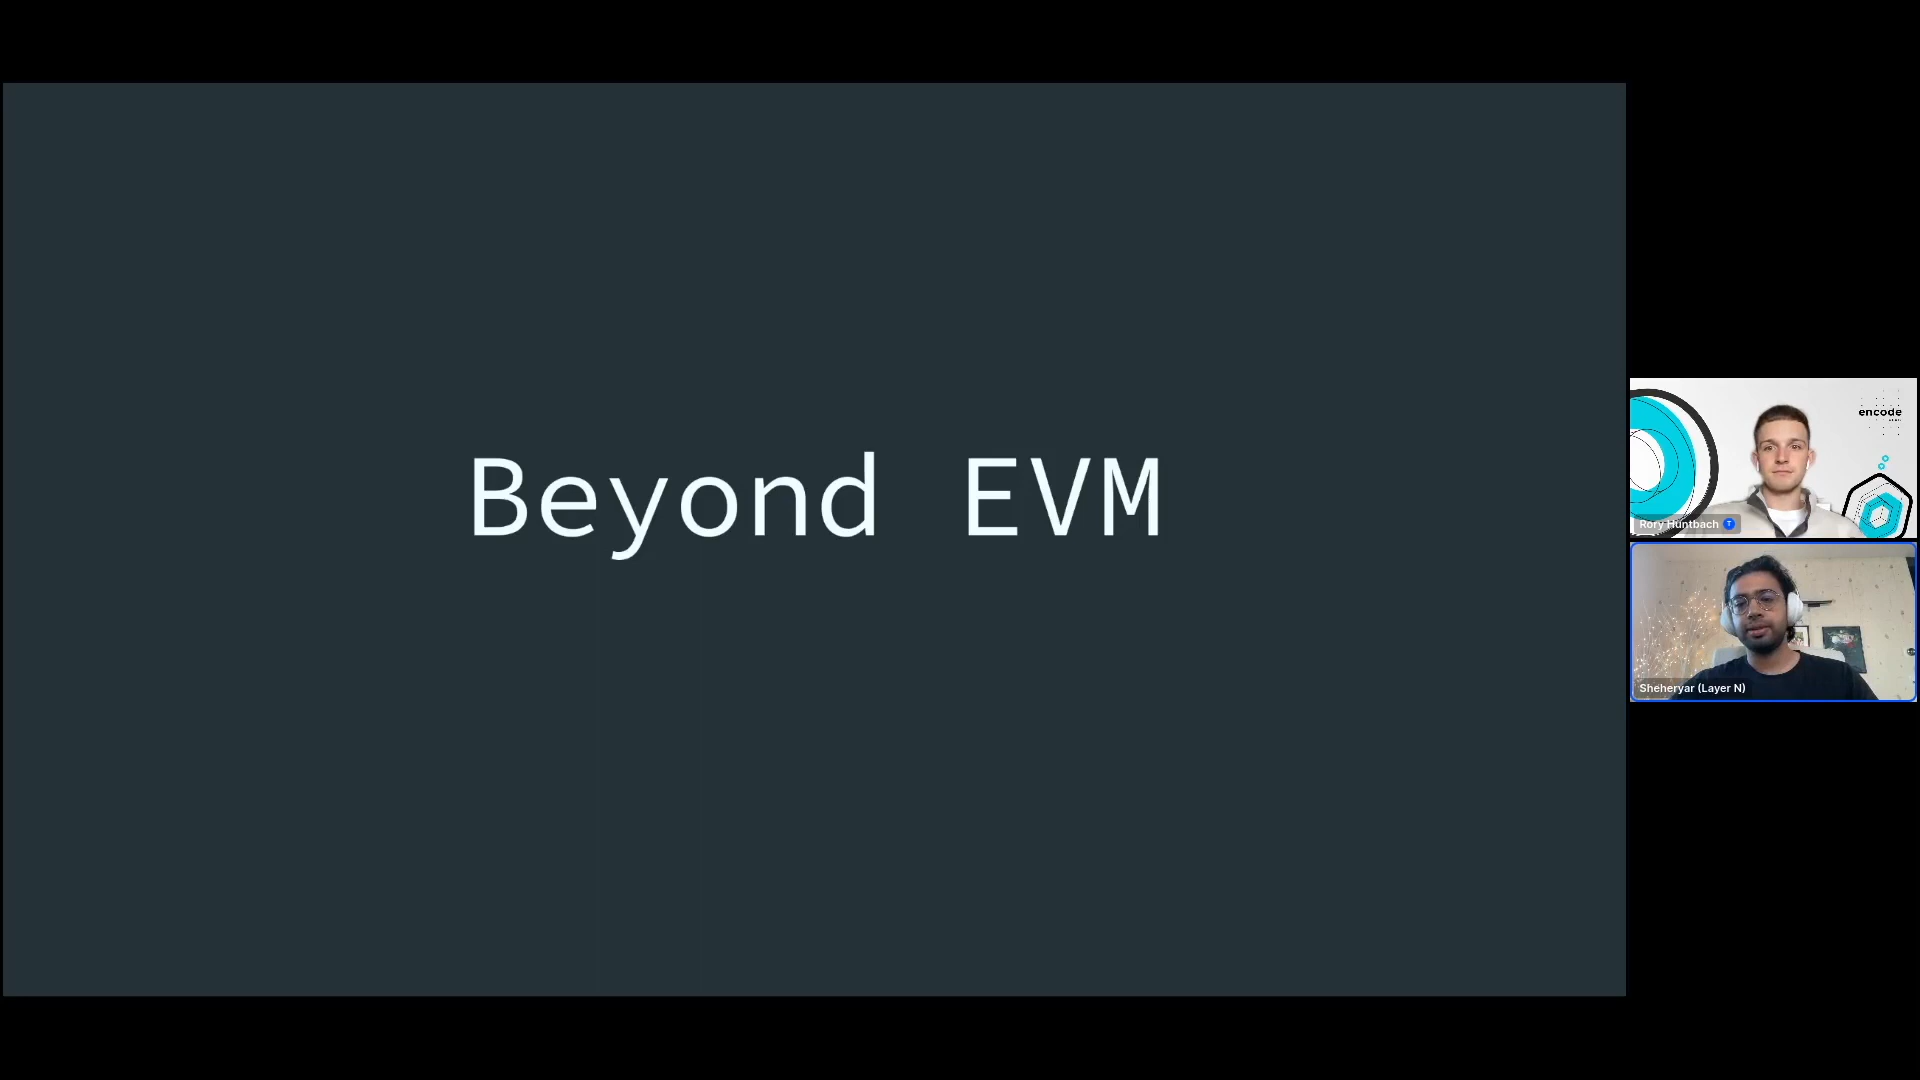 Beyond EVM
encode
Rory Huntbach
T
Sheheryar (Layer N)